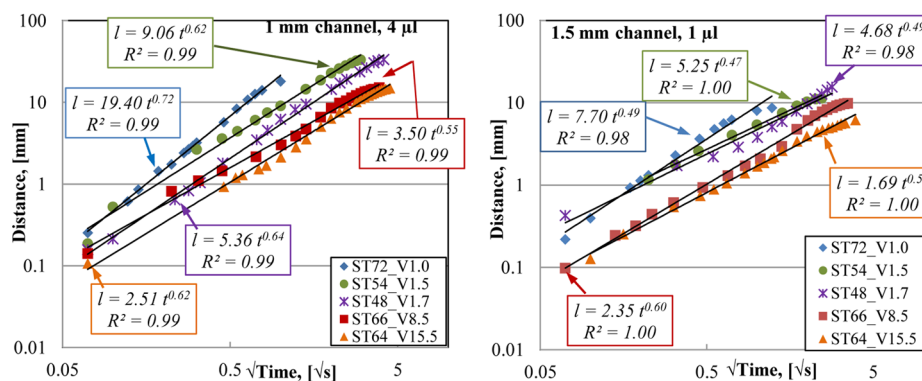 1 mm channel, 4 µl
100
10
1
0.1
0.01
Distance, [mm]
l = 9.06 t^0.62
R² = 0.99
l = 19.40 t^0.72
R² = 0.99
l = 3.50 t^0.55
R² = 0.99
l = 5.36 t^0.64
R² = 0.99
l = 2.51 t^0.62
R² = 0.99
ST72_V1.0
ST54_V1.5
ST48_V1.7
ST66_V8.5
ST64_V15.5
0.05
0.5
5
√Time, [√s]
1.5 mm channel, 1 µl
100
10
1
0.1
0.01
Distance, [mm]
l = 4.68 t^0.49
R² = 0.98
l = 5.25 t^0.47
R² = 1.00
l = 7.70 t^0.49
R² = 0.98
l = 1.69 t^0.5
R² = 1.00
l = 2.35 t^0.60
R² = 1.00
ST72_V1.0
ST54_V1.5
ST48_V1.7
ST66_V8.5
ST64_V15.5
0.05
0.5
5
√Time, [√s]